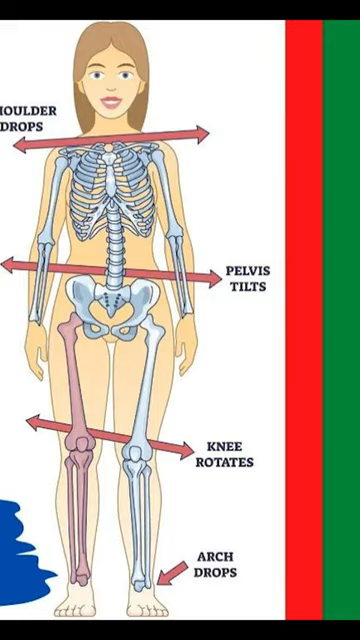 HOULDER
DROPS
PELVIS
TILTS
KNEE
ROTATES
ARCH
DROPS